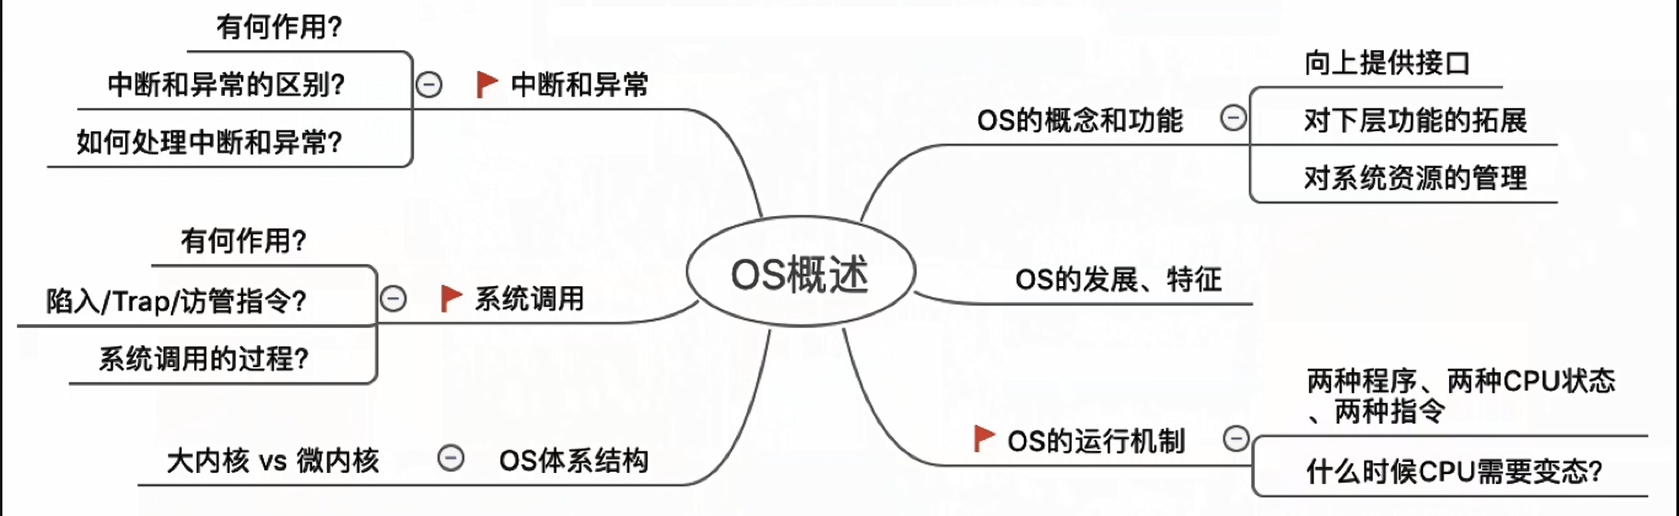 有何作用?
中断和异常的区别?
如何处理中断和异常?
中断和异常
有何作用?
陷入/Trap/访管指令?
系统调用的过程?
系统调用
大内核 vs 微内核
OS体系结构
OS概述
OS的概念和功能
向上提供接口
对下层功能的拓展
对系统资源的管理
OS的发展、特征
OS的运行机制
两种程序、两种CPU状态
、两种指令
什么时候CPU需要变态?